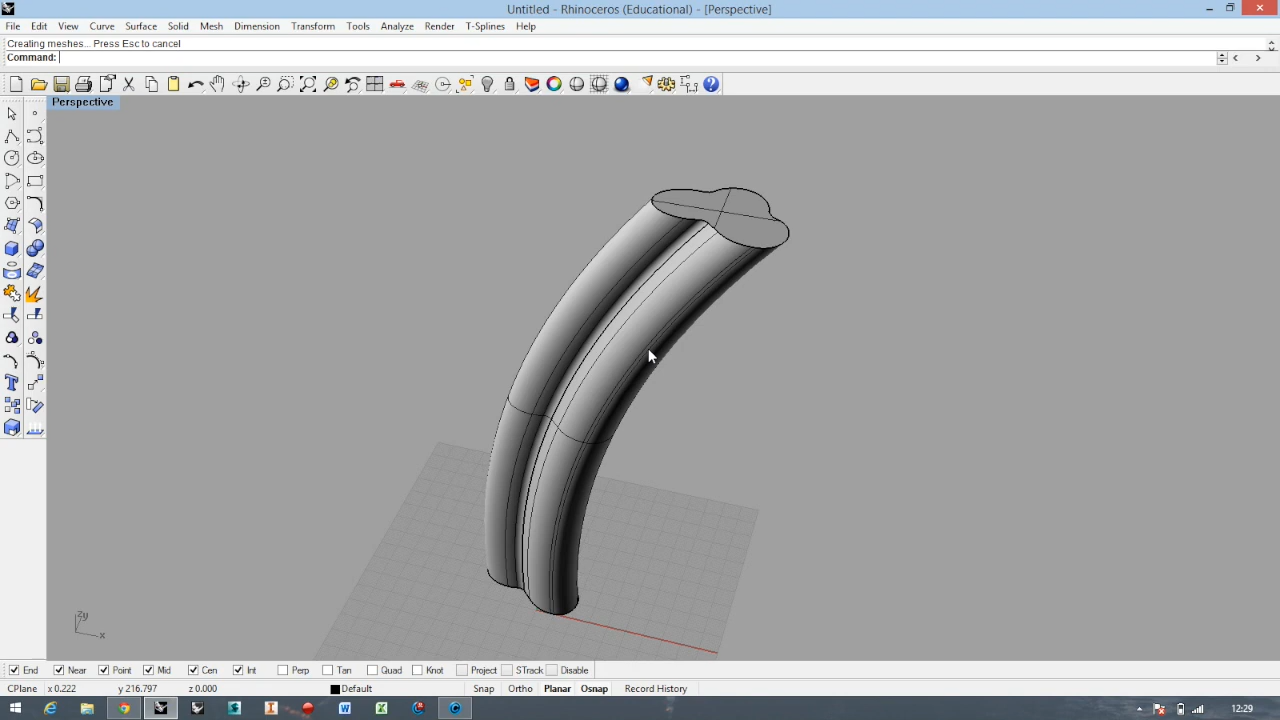 Untitled - Rhinoceros (Educational) - [Perspective]
File Edit View Curve Surface Solid Mesh Dimension Transform Tools Analyze Render T-Splines Help
Creating meshes... Press Esc to cancel
Command:
Perspective
zy
x
End Near Point Mid Cen Int Perp Tan Quad Knot Project STrack Disable
CPlane x 0.222 y 216.797 z 0.000 Default Snap Ortho Planar Osnap Record History
12:29